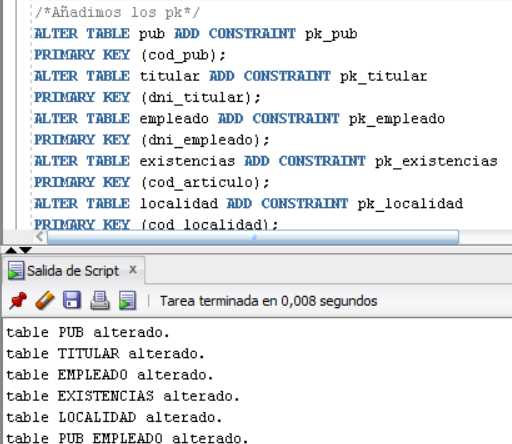 /*Añadimos los pk*/
ALTER TABLE pub ADD CONSTRAINT pk_pub
PRIMARY KEY (cod_pub);
ALTER TABLE titular ADD CONSTRAINT pk_titular
PRIMARY KEY (dni_titular);
ALTER TABLE empleado ADD CONSTRAINT pk_empleado
PRIMARY KEY (dni_empleado);
ALTER TABLE existencias ADD CONSTRAINT pk_existencias
PRIMARY KEY (cod_articulo);
ALTER TABLE localidad ADD CONSTRAINT pk_localidad
PRIMARY KEY (cod_localidad);
Salida de Script x
Tarea terminada en 0,008 segundos
table PUB alterado.
table TITULAR alterado.
table EMPLEADO alterado.
table EXISTENCIAS alterado.
table LOCALIDAD alterado.
table PUB_EMPLEADO alterado.